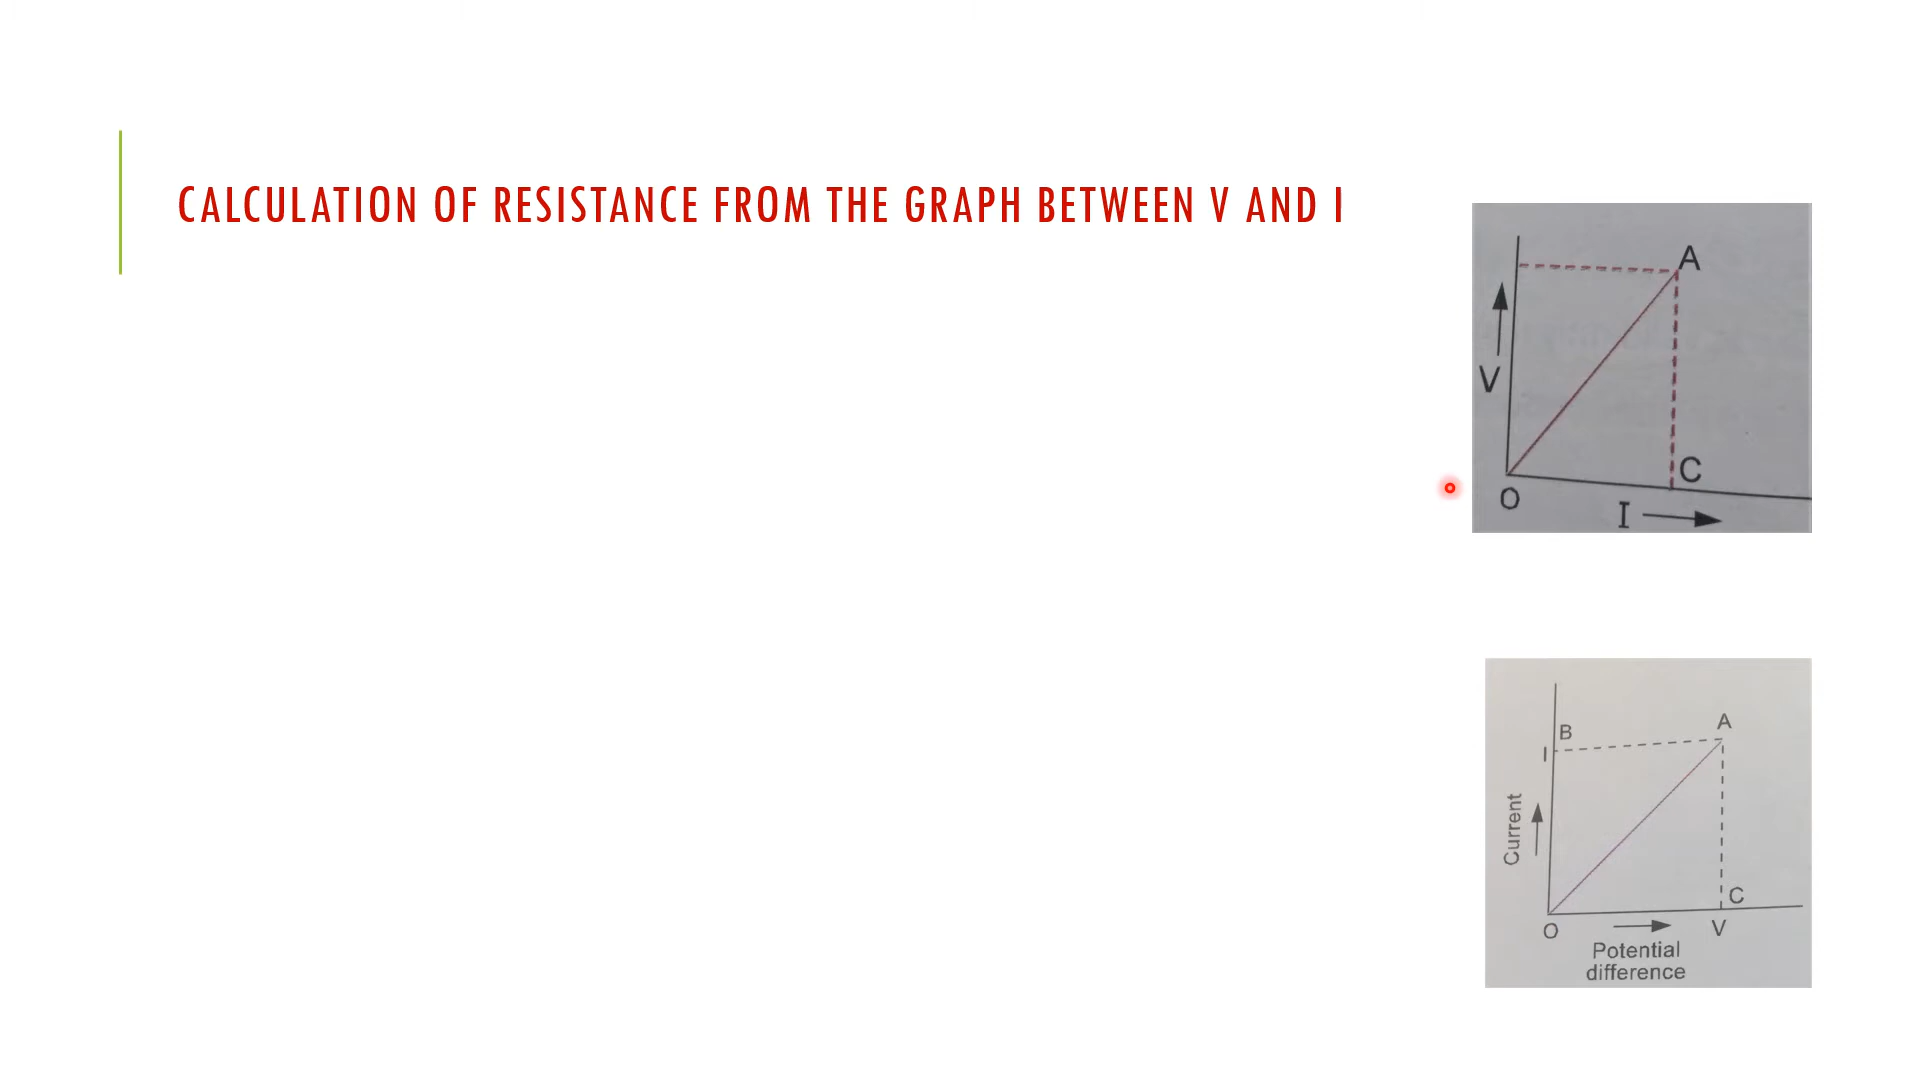 CALCULATION OF RESISTANCE FROM THE GRAPH BETWEEN V AND I
A
V
C
O
I
B
A
I
Current
C
O
V
Potential
difference